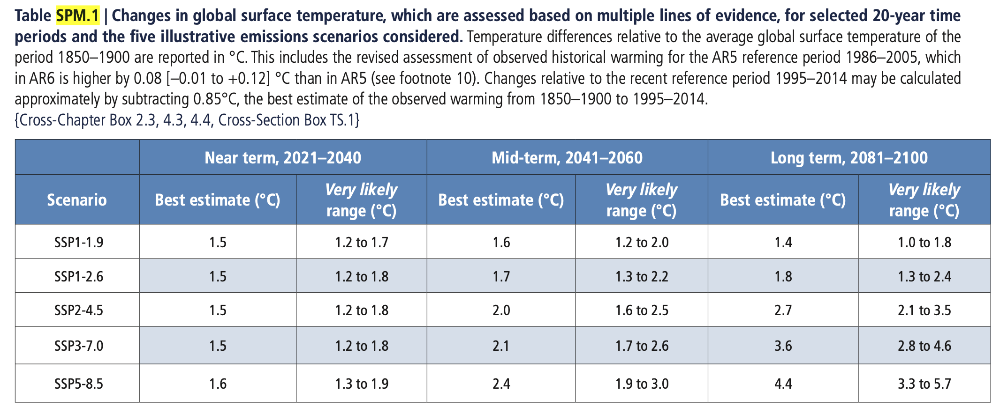 Table SPM.1 | Changes in global surface temperature, which are assessed based on multiple lines of evidence, for selected 20-year time
periods and the five illustrative emissions scenarios considered. Temperature differences relative to the average global surface temperature of the
period 1850–1900 are reported in °C. This includes the revised assessment of observed historical warming for the AR5 reference period 1986–2005, which
in AR6 is higher by 0.08 [–0.01 to +0.12] °C than in AR5 (see footnote 10). Changes relative to the recent reference period 1995–2014 may be calculated
approximately by subtracting 0.85°C, the best estimate of the observed warming from 1850–1900 to 1995–2014.
{Cross-Chapter Box 2.3, 4.3, 4.4, Cross-Section Box TS.1}
Near term, 2021–2040 Mid-term, 2041–2060 Long term, 2081–2100
Scenario Best estimate (°C) Very likely range (°C) Best estimate (°C) Very likely range (°C) Best estimate (°C) Very likely range (°C)
SSP1-1.9 1.5 1.2 to 1.7 1.6 1.2 to 2.0 1.4 1.0 to 1.8
SSP1-2.6 1.5 1.2 to 1.8 1.7 1.3 to 2.2 1.8 1.3 to 2.4
SSP2-4.5 1.5 1.2 to 1.8 2.0 1.6 to 2.5 2.7 2.1 to 3.5
SSP3-7.0 1.5 1.2 to 1.8 2.1 1.7 to 2.6 3.6 2.8 to 4.6
SSP5-8.5 1.6 1.3 to 1.9 2.4 1.9 to 3.0 4.4 3.3 to 5.7